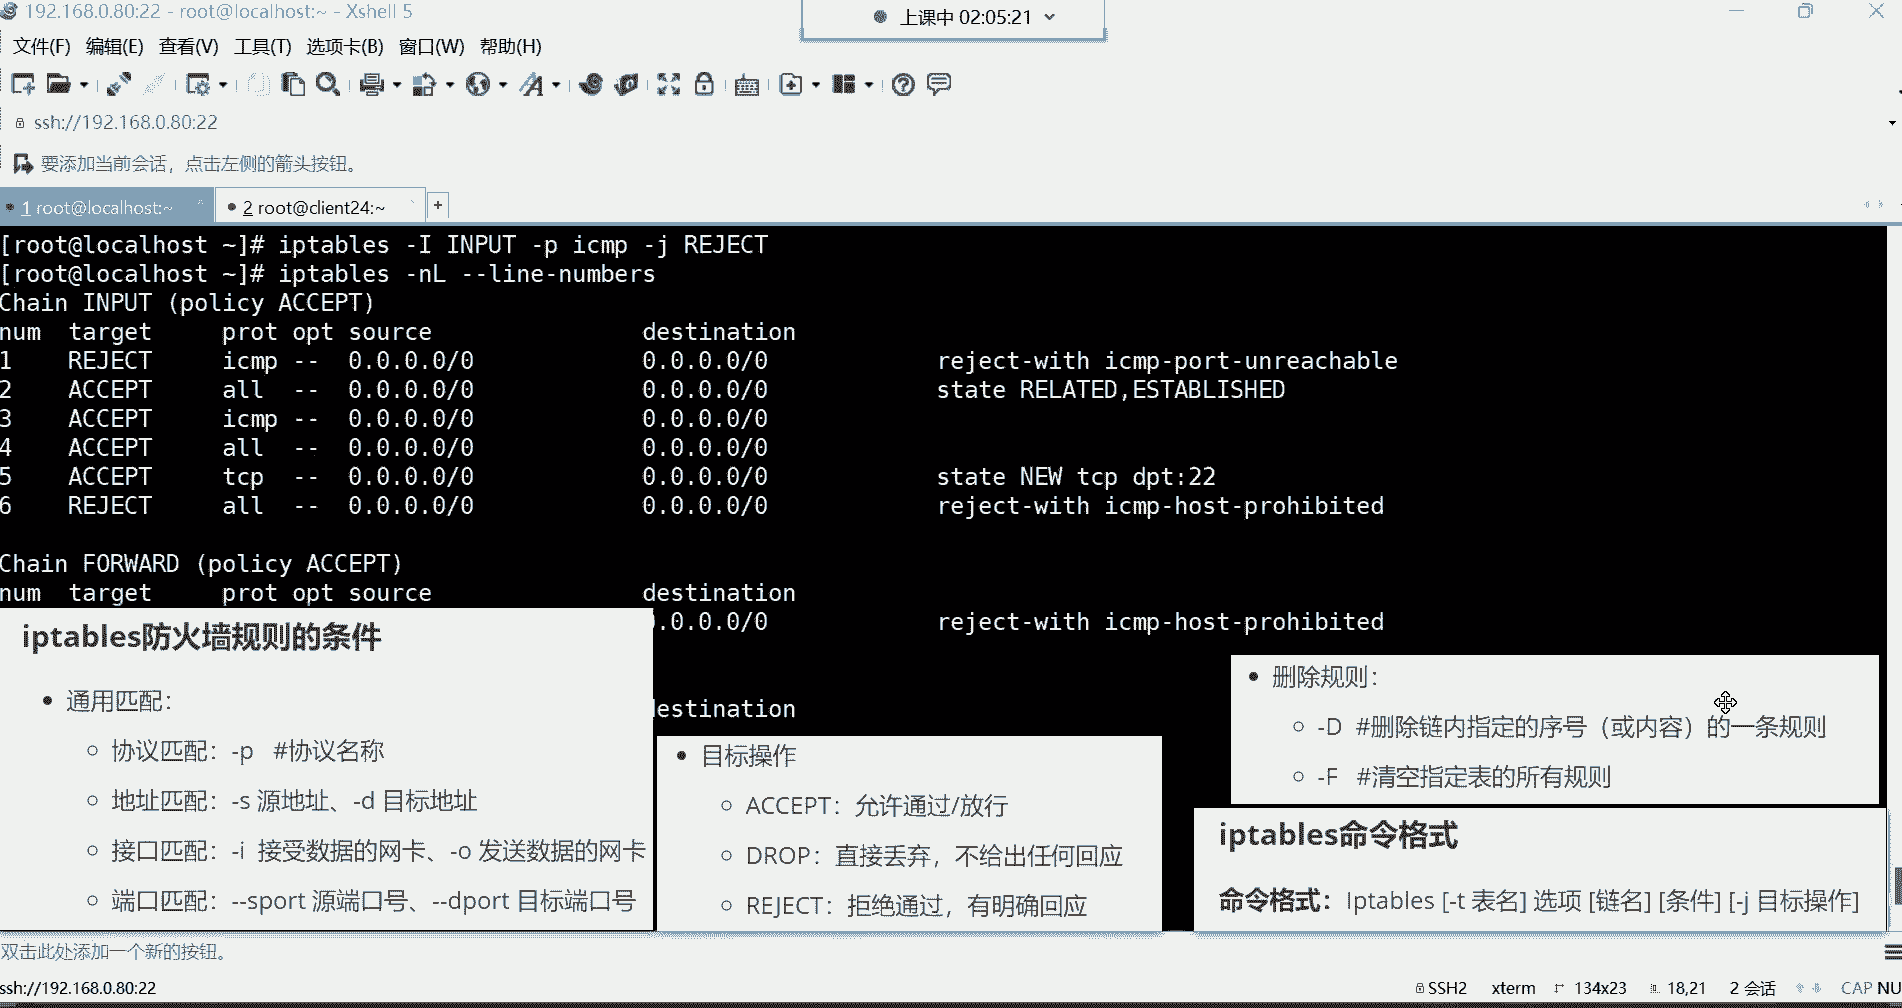 192.168.0.80:22 - root@localhost:~ - Xshell 5
上课中 02:05:21
文件(F) 编辑(E) 查看(V) 工具(T) 选项卡(B) 窗口(W) 帮助(H)
ssh://192.168.0.80:22
要添加当前会话，点击左侧的箭头按钮。
1 root@localhost:~ 2 root@client24:~ +
[root@localhost ~]# iptables -I INPUT -p icmp -j REJECT
[root@localhost ~]# iptables -nL --line-numbers
Chain INPUT (policy ACCEPT)
num target prot opt source destination
1 REJECT icmp -- 0.0.0.0/0 0.0.0.0/0 reject-with icmp-port-unreachable
2 ACCEPT all -- 0.0.0.0/0 0.0.0.0/0 state RELATED,ESTABLISHED
3 ACCEPT icmp -- 0.0.0.0/0 0.0.0.0/0
4 ACCEPT all -- 0.0.0.0/0 0.0.0.0/0
5 ACCEPT tcp -- 0.0.0.0/0 0.0.0.0/0 state NEW tcp dpt:22
6 REJECT all -- 0.0.0.0/0 0.0.0.0/0 reject-with icmp-host-prohibited
Chain FORWARD (policy ACCEPT)
num target prot opt source destination
.0.0.0/0 reject-with icmp-host-prohibited
destination
iptables防火墙规则的条件
• 通用匹配：
○ 协议匹配：-p #协议名称
○ 地址匹配：-s 源地址、-d 目标地址
○ 接口匹配：-i 接受数据的网卡、-o 发送数据的网卡
○ 端口匹配：--sport 源端口号、--dport 目标端口号
• 目标操作
○ ACCEPT：允许通过/放行
○ DROP：直接丢弃，不给出任何回应
○ REJECT：拒绝通过，有明确回应
• 删除规则：
○ -D #删除链内指定的序号（或内容）的一条规则
○ -F #清空指定表的所有规则
iptables命令格式
命令格式：Iptables [-t 表名] 选项 [链名] [条件] [-j 目标操作]
双击此处添加一个新的按钮。
ssh://192.168.0.80:22 SSH2 xterm 134x23 18,21 2 会话 CAP NU